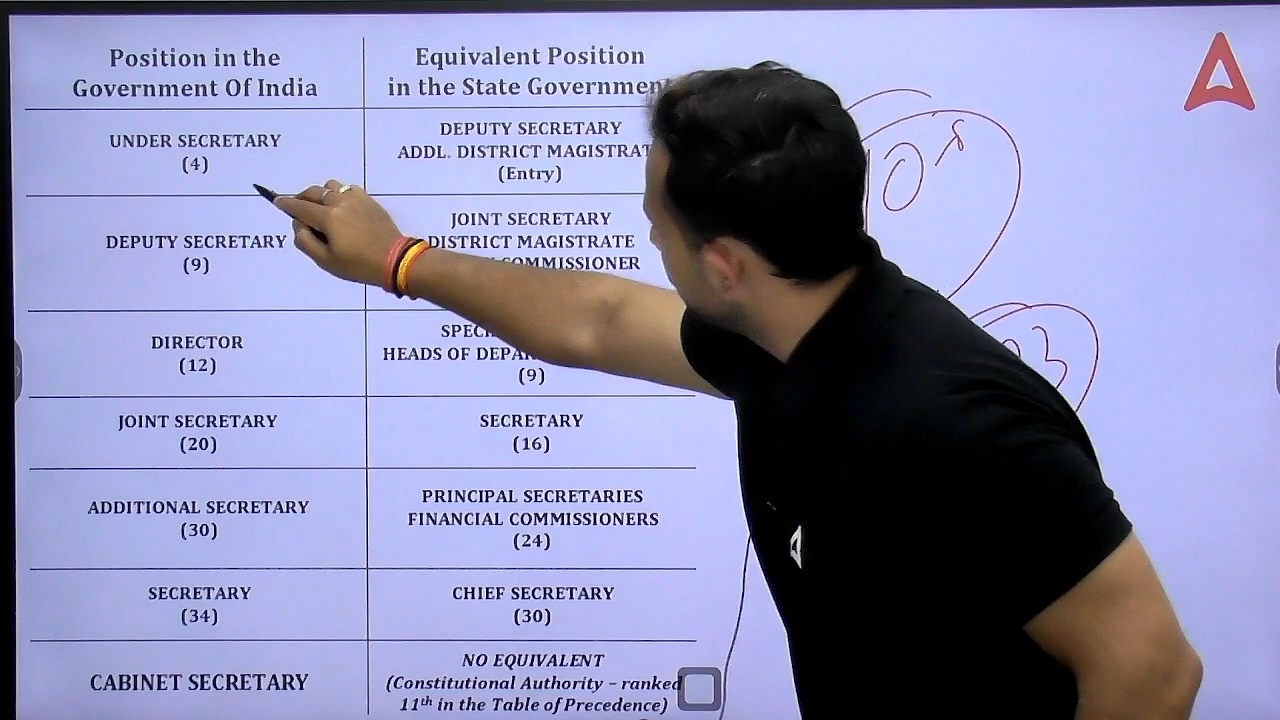 Position in the
Government Of India
Equivalent Position
in the State Government
UNDER SECRETARY
(4)
DEPUTY SECRETARY
ADDL. DISTRICT MAGISTRAT
(Entry)
DEPUTY SECRETARY
(9)
JOINT SECRETARY
DISTRICT MAGISTRATE
COMMISSIONER
DIRECTOR
(12)
HEADS OF
(9)
JOINT SECRETARY
(20)
SECRETARY
(16)
ADDITIONAL SECRETARY
(30)
PRINCIPAL SECRETARIES
FINANCIAL COMMISSIONERS
(24)
SECRETARY
(34)
CHIEF SECRETARY
(30)
CABINET SECRETARY
NO EQUIVALENT
(Constitutional Authority – ranked
11th in the Table of Precedence)